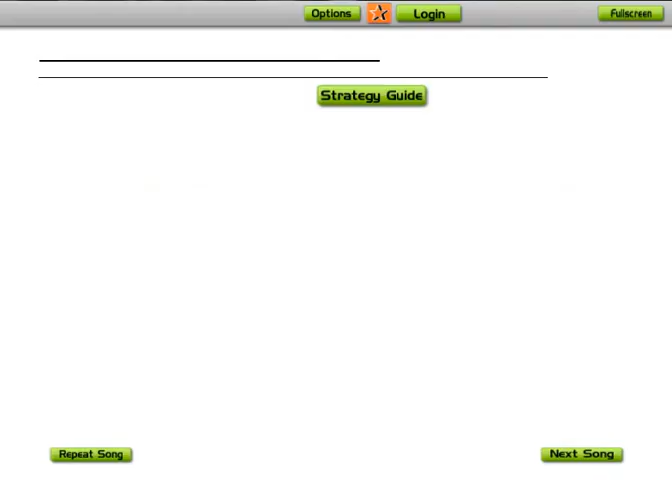 Options
Login
Fullscreen
Strategy Guide
Repeat Song
Next Song